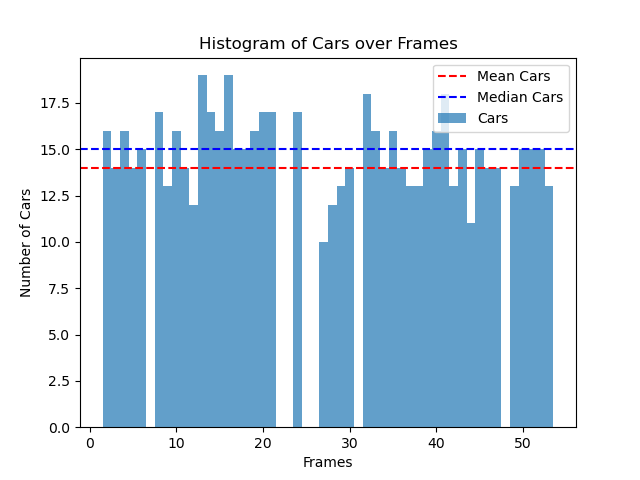 Histogram of Cars over Frames
Mean Cars
Median Cars
Cars
17.5
15.0
12.5
10.0
7.5
5.0
2.5
0.0
Number of Cars
0 10 20 30 40 50
Frames